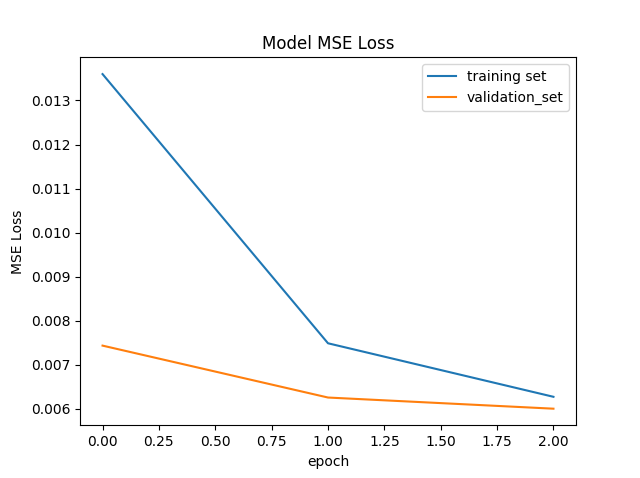 Model MSE Loss
training set
validation_set
MSE Loss
0.013
0.012
0.011
0.010
0.009
0.008
0.007
0.006
0.00 0.25 0.50 0.75 1.00 1.25 1.50 1.75 2.00
epoch